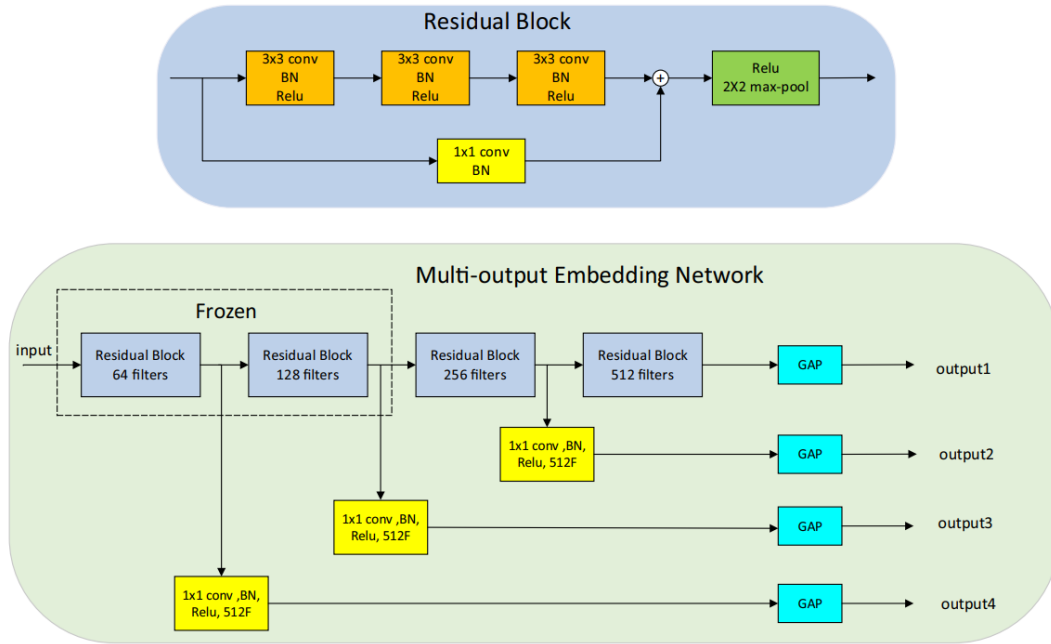 Residual Block
3x3 conv
BN
Relu
3x3 conv
BN
Relu
3x3 conv
BN
Relu
+
Relu
2X2 max-pool
1x1 conv
BN
Multi-output Embedding Network
Frozen
input
Residual Block
64 filters
Residual Block
128 filters
Residual Block
256 filters
Residual Block
512 filters
GAP
output1
1x1 conv ,BN,
Relu, 512F
GAP
output2
1x1 conv ,BN,
Relu, 512F
GAP
output3
1x1 conv ,BN,
Relu, 512F
GAP
output4